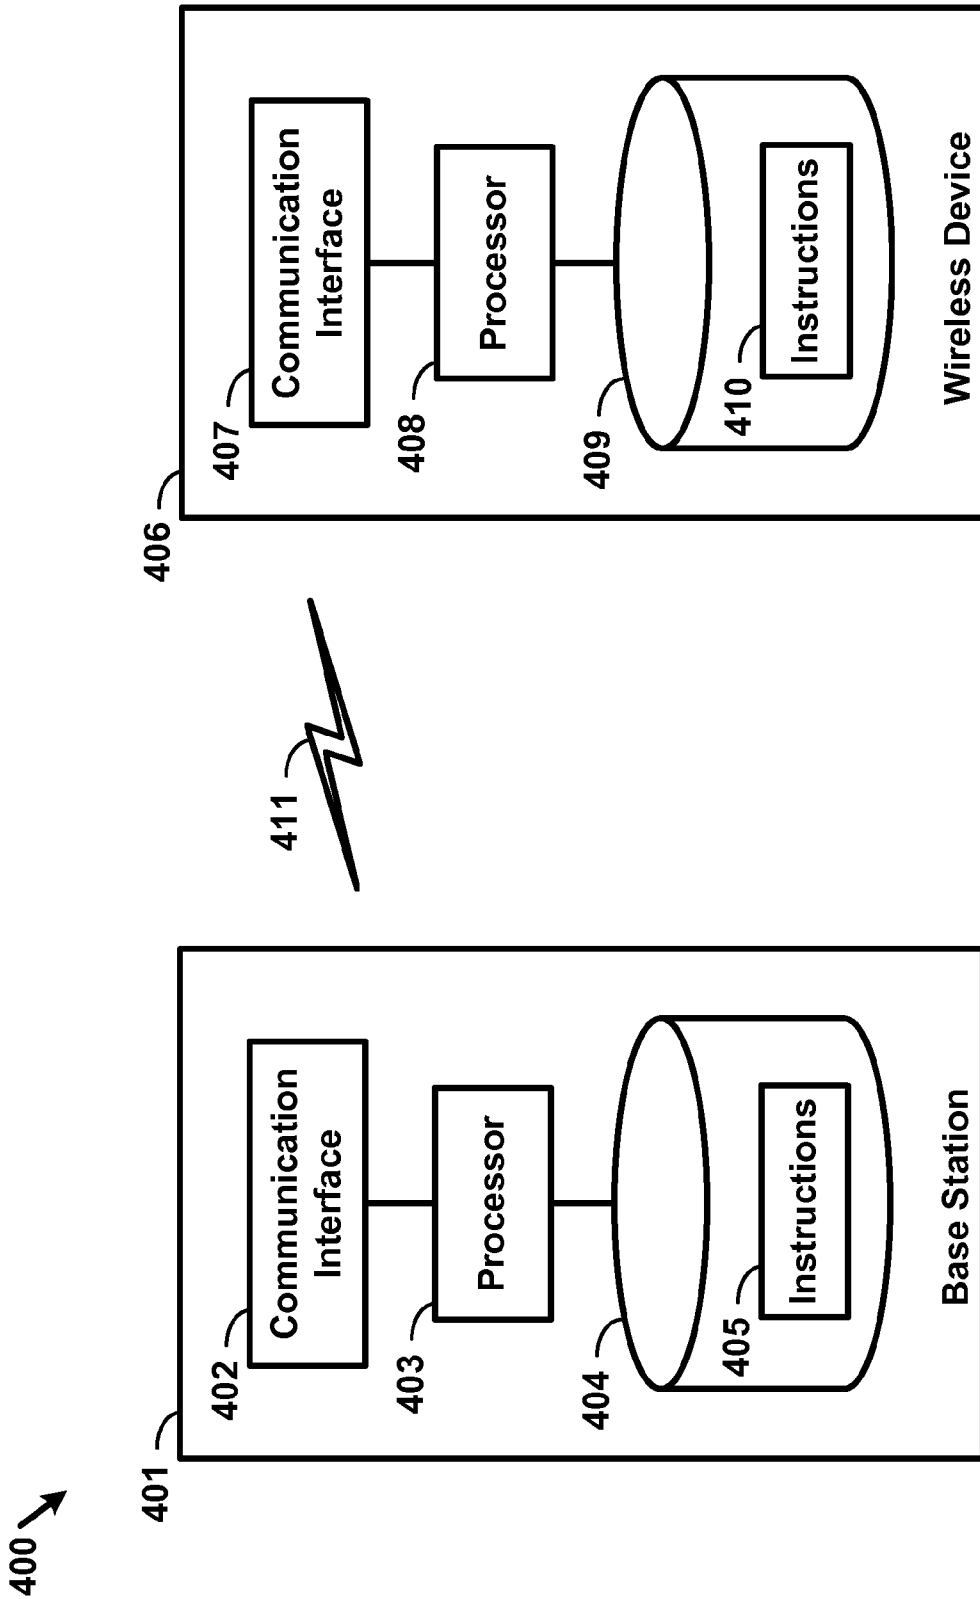 400
401
402
Communication
Interface
403
Processor
404
405
Instructions
Base Station
411
406
407
Communication
Interface
408
Processor
409
410
Instructions
Wireless Device